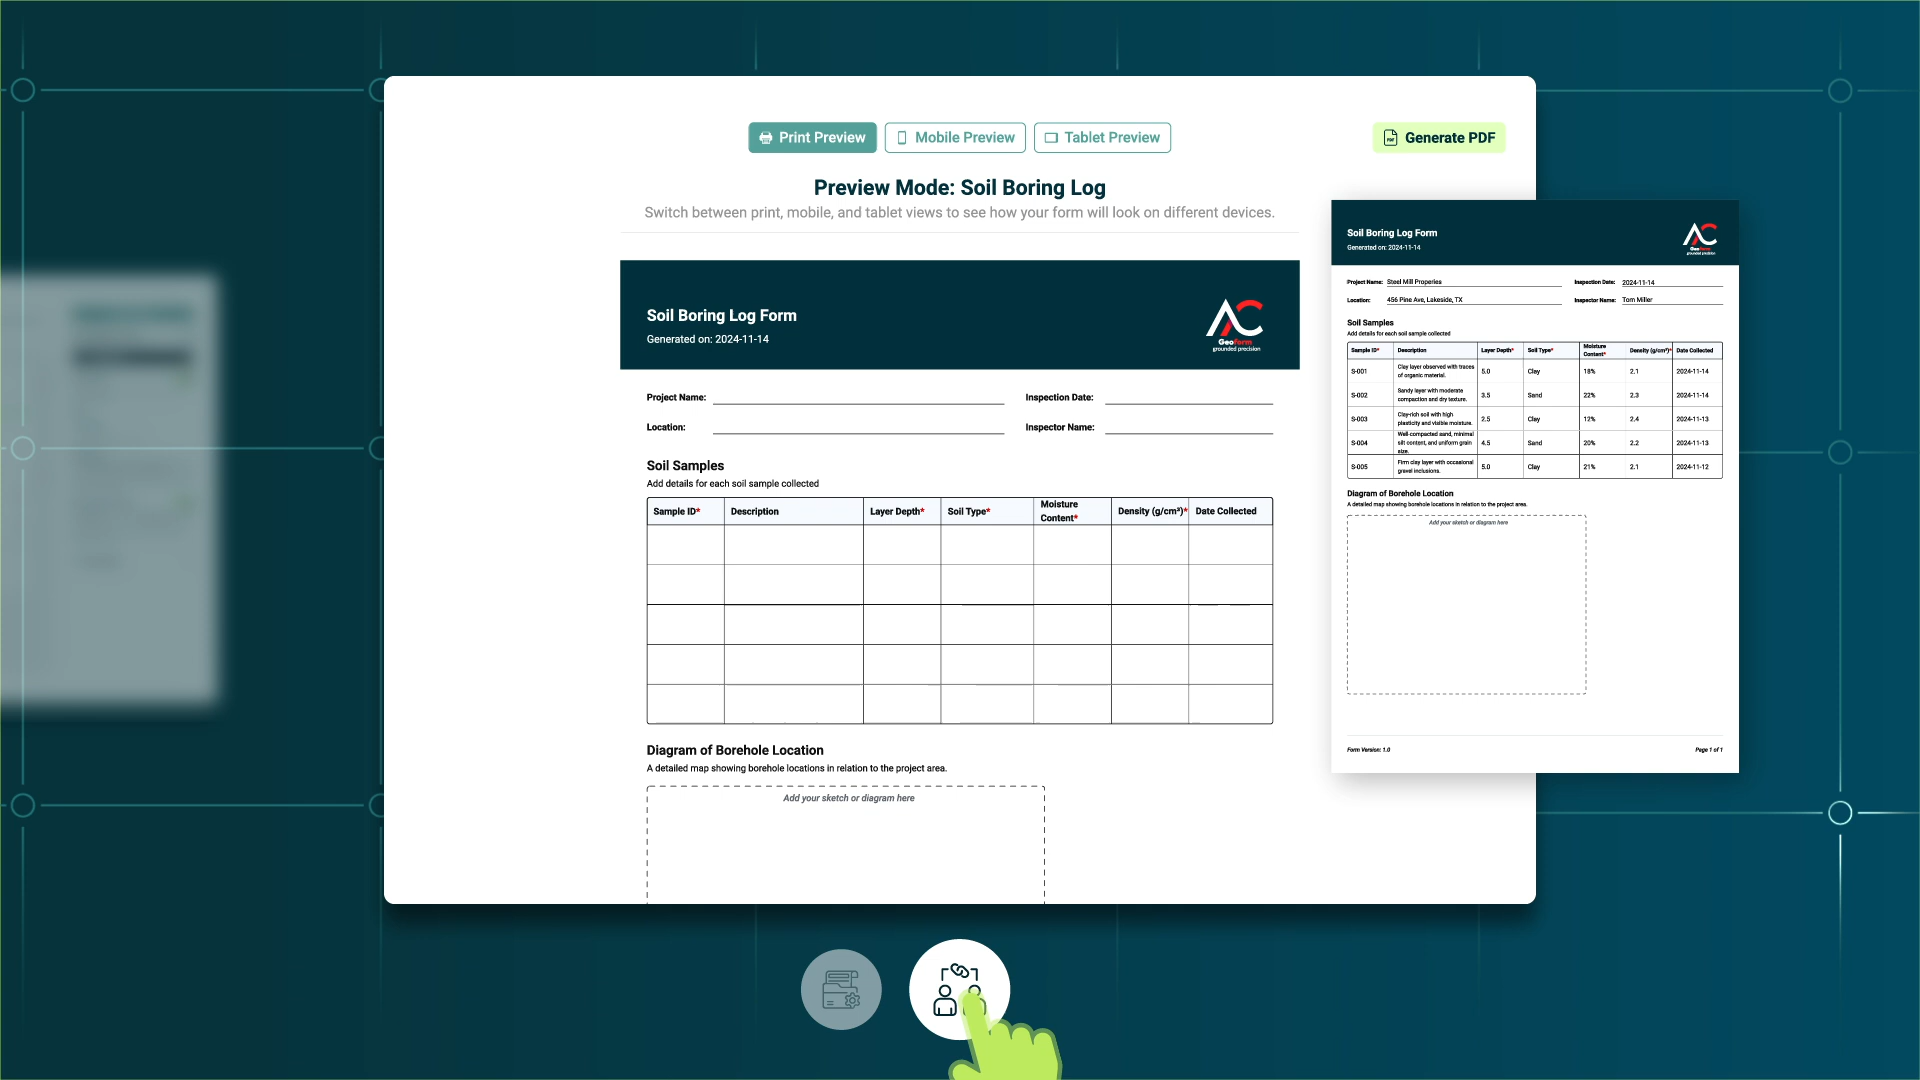 Print Preview
Mobile Preview
Tablet Preview
Generate PDF
Preview Mode: Soil Boring Log
Switch between print, mobile, and tablet views to see how your form will look on different devices.
Soil Boring Log Form
Generated on: 2024-11-14
AC
Geoform
grounded precision
Project Name:
Inspection Date:
Location:
Inspector Name:
Soil Samples
Add details for each soil sample collected
Sample ID* Description Layer Depth* Soil Type* Moisture Content* Density (g/cm³)* Date Collected
Diagram of Borehole Location
A detailed map showing borehole locations in relation to the project area.
Add your sketch or diagram here
Soil Boring Log Form
Generated on: 2024-11-14
AC
Geoform
grounded precision
Project Name: Steel Mill Properies
Inspection Date: 2024-11-14
Location: 456 Pine Ave, Lakeside, TX
Inspector Name: Tom Miller
Soil Samples
Add details for each soil sample collected
Sample ID* Description Layer Depth* Soil Type* Moisture Content* Density (g/cm³)* Date Collected
S-001 Clay layer observed with traces of organic material. 5.0 Clay 18% 2.1 2024-11-14
S-002 Sandy layer with moderate compaction and dry texture. 3.5 Sand 22% 2.3 2024-11-14
S-003 Clay-rich soil with high plasticity and visible moisture. 2.5 Clay 12% 2.4 2024-11-13
S-004 Well-compacted sand, minimal silt content, and uniform grain size. 4.5 Sand 20% 2.2 2024-11-13
S-005 Firm clay layer with occasional gravel inclusions. 5.0 Clay 21% 2.1 2024-11-12
Diagram of Borehole Location
A detailed map showing borehole locations in relation to the project area.
Add your sketch or diagram here
Form Version: 1.0
Page 1 of 1
PDF